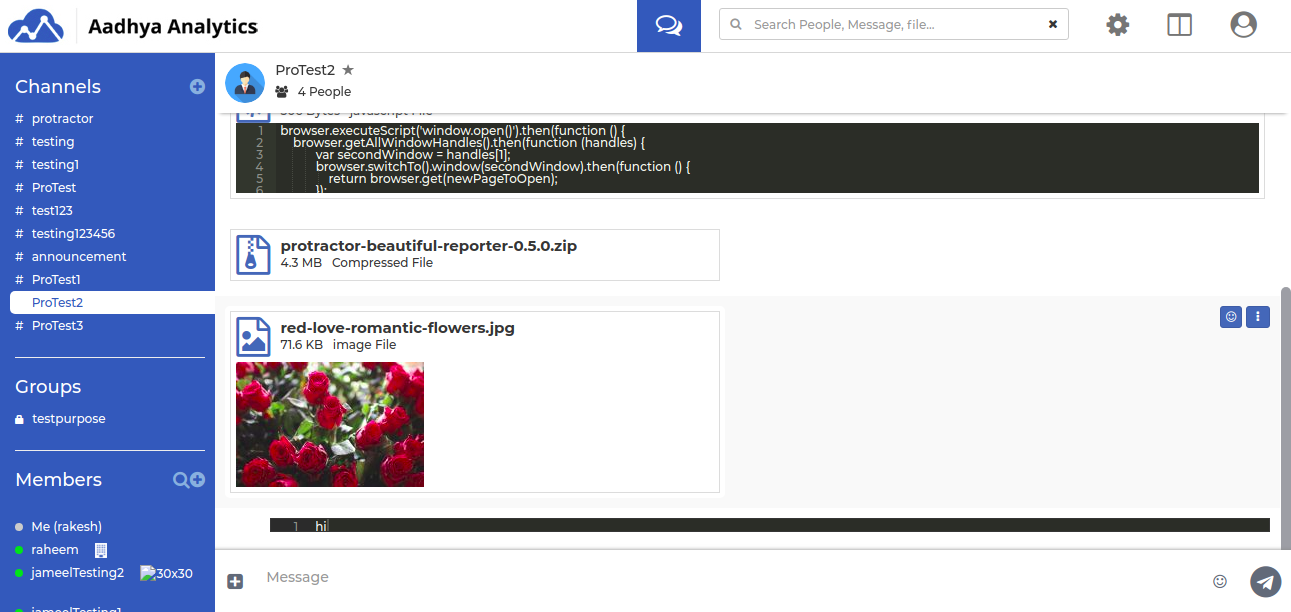 Aadhya Analytics
Search People, Message, file...
Channels
# protractor
# testing
# testing1
# ProTest
# test123
# testing123456
# announcement
# ProTest1
ProTest2
# ProTest3
Groups
testpurpose
Members
Me (rakesh)
raheem
jameelTesting2 30x30
jameelTesting1
ProTest2
4 People
1 browser.executeScript('window.open()').then(function () {
2 browser.getAllWindowHandles().then(function (handles) {
3 var secondWindow = handles[1];
4 browser.switchTo().window(secondWindow).then(function () {
5 return browser.get(newPageToOpen);
6 });
protractor-beautiful-reporter-0.5.0.zip
4.3 MB Compressed File
red-love-romantic-flowers.jpg
71.6 KB image File
1 hi
Message